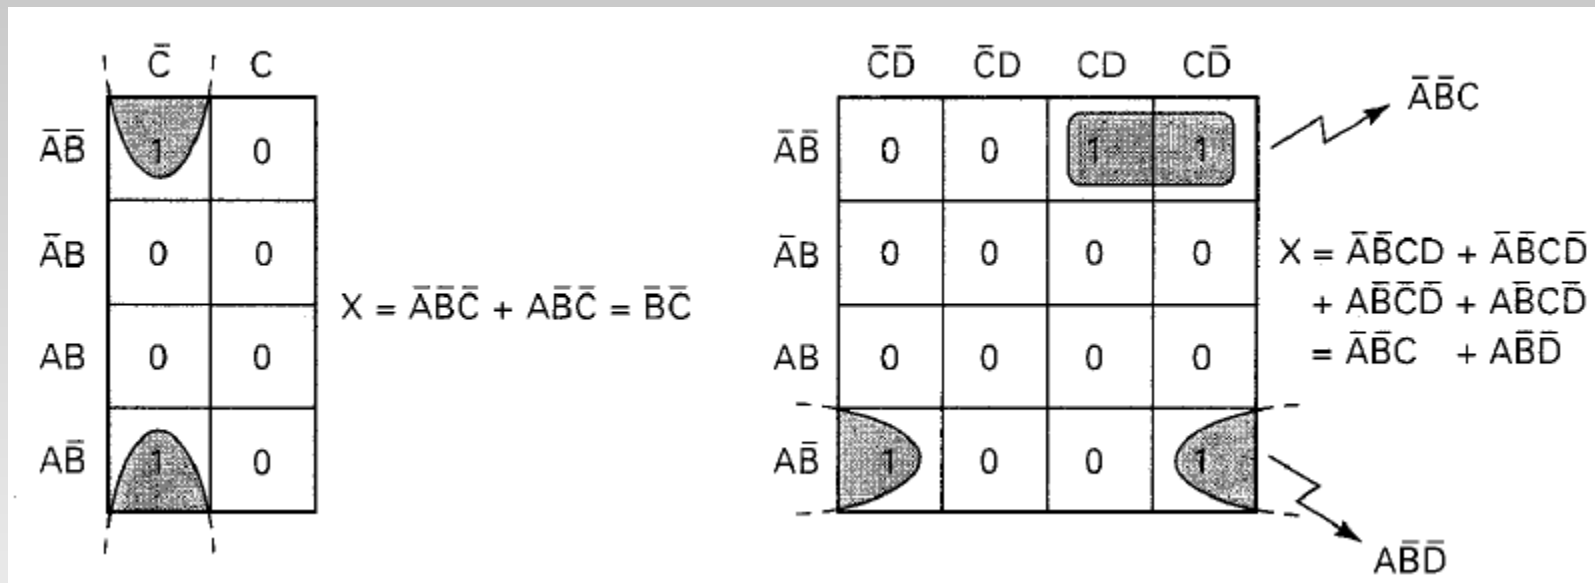 C̄ C
ĀB̄ 1 0
ĀB 0 0
AB 0 0
AB̄ 1 0
X = ĀB̄C̄ + AB̄C̄ = B̄C̄
C̄D̄ C̄D CD CD̄
ĀB̄ 0 0 1 1
ĀB 0 0 0 0
AB 0 0 0 0
AB̄ 1 0 0 1
ĀB̄C
X = ĀB̄CD + ĀB̄CD̄
+ AB̄C̄D̄ + AB̄CD̄
= ĀB̄C + AB̄D̄
AB̄D̄